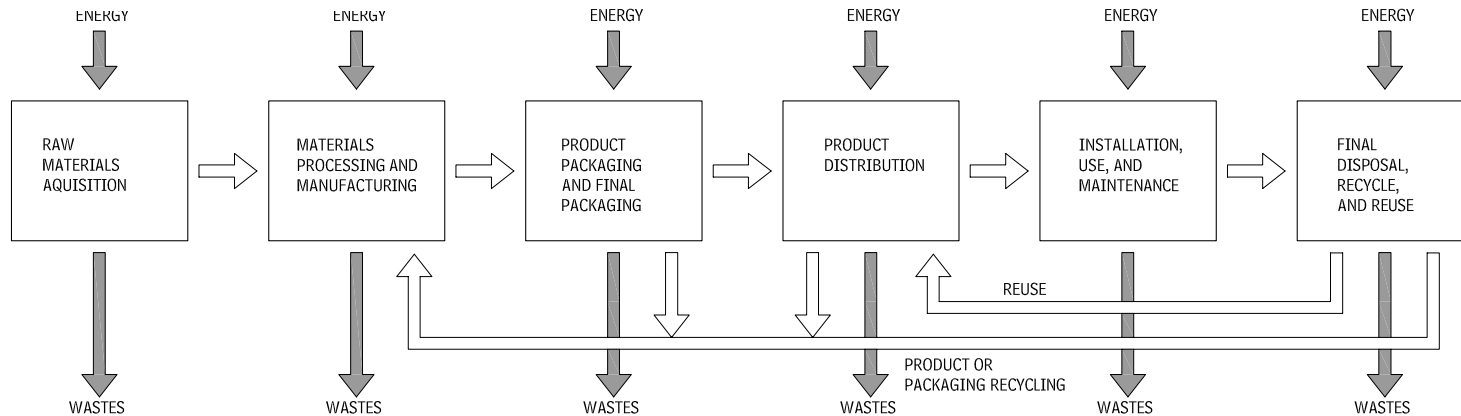 ENERGY
ENERGY
ENERGY
ENERGY
ENERGY
ENERGY
RAW
MATERIALS
AQUISITION
MATERIALS
PROCESSING AND
MANUFACTURING
PRODUCT
PACKAGING
AND FINAL
PACKAGING
PRODUCT
DISTRIBUTION
INSTALLATION,
USE, AND
MAINTENANCE
FINAL
DISPOSAL,
RECYCLE,
AND REUSE
REUSE
PRODUCT OR
PACKAGING RECYCLING
WASTES
WASTES
WASTES
WASTES
WASTES
WASTES